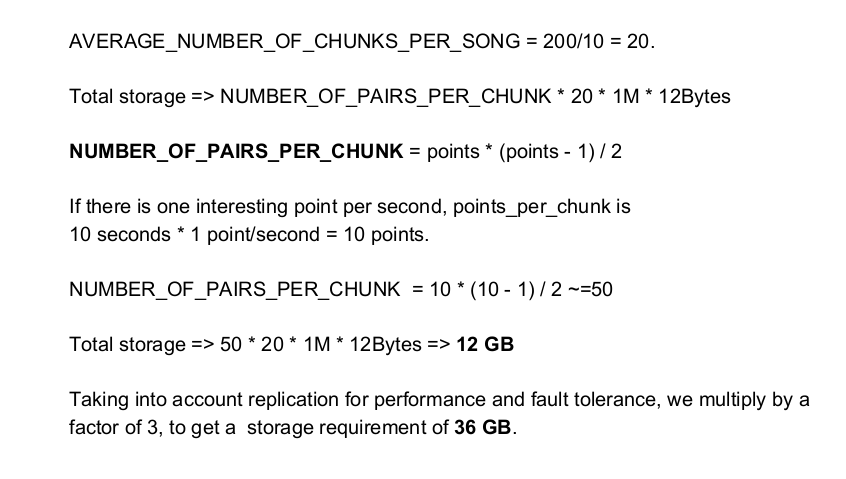 AVERAGE_NUMBER_OF_CHUNKS_PER_SONG = 200/10 = 20.
Total storage => NUMBER_OF_PAIRS_PER_CHUNK * 20 * 1M * 12Bytes
NUMBER_OF_PAIRS_PER_CHUNK = points * (points - 1) / 2
If there is one interesting point per second, points_per_chunk is
10 seconds * 1 point/second = 10 points.
NUMBER_OF_PAIRS_PER_CHUNK  = 10 * (10 - 1) / 2 ~=50
Total storage => 50 * 20 * 1M * 12Bytes => 12 GB
Taking into account replication for performance and fault tolerance, we multiply by a
factor of 3, to get a  storage requirement of 36 GB.